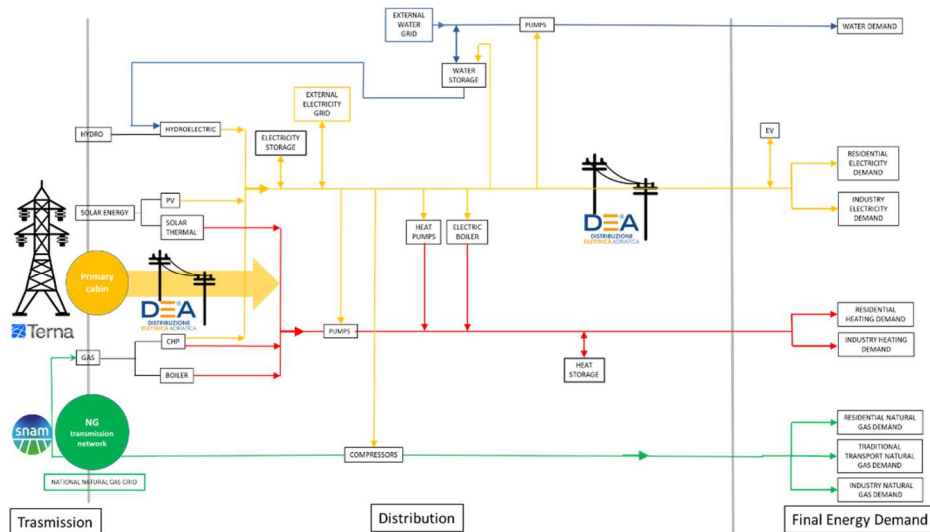 EXTERNAL
WATER
GRID
PUMPS
WATER DEMAND
WATER
STORAGE
EXTERNAL
ELECTRICITY
GRID
HYDRO
HYDROELECTRIC
ELECTRICITY
STORAGE
EV
RESIDENTIAL
ELECTRICITY
DEMAND
SOLAR ENERGY
PV
SOLAR
THERMAL
HEAT
PUMPS
ELECTRIC
BOILER
DE&A
DISTRIBUZIONE
ELETTRICA ADRIATICA
INDUSTRY
ELECTRICITY
DEMAND
Primary
cabin
DE&A
DISTRIBUZIONE
ELETTRICA ADRIATICA
Terna
PUMPS
RESIDENTIAL
HEATING DEMAND
CHP
INDUSTRY HEATING
DEMAND
GAS
BOILER
HEAT
STORAGE
snam
NG
transmission
network
RESIDENTIAL NATURAL
GAS DEMAND
COMPRESSORS
TRADITIONAL
TRANSPORT NATURAL
GAS DEMAND
NATIONAL NATURAL GAS GRID
INDUSTRY NATURAL
GAS DEMAND
Trasmission
Distribution
Final Energy Demand